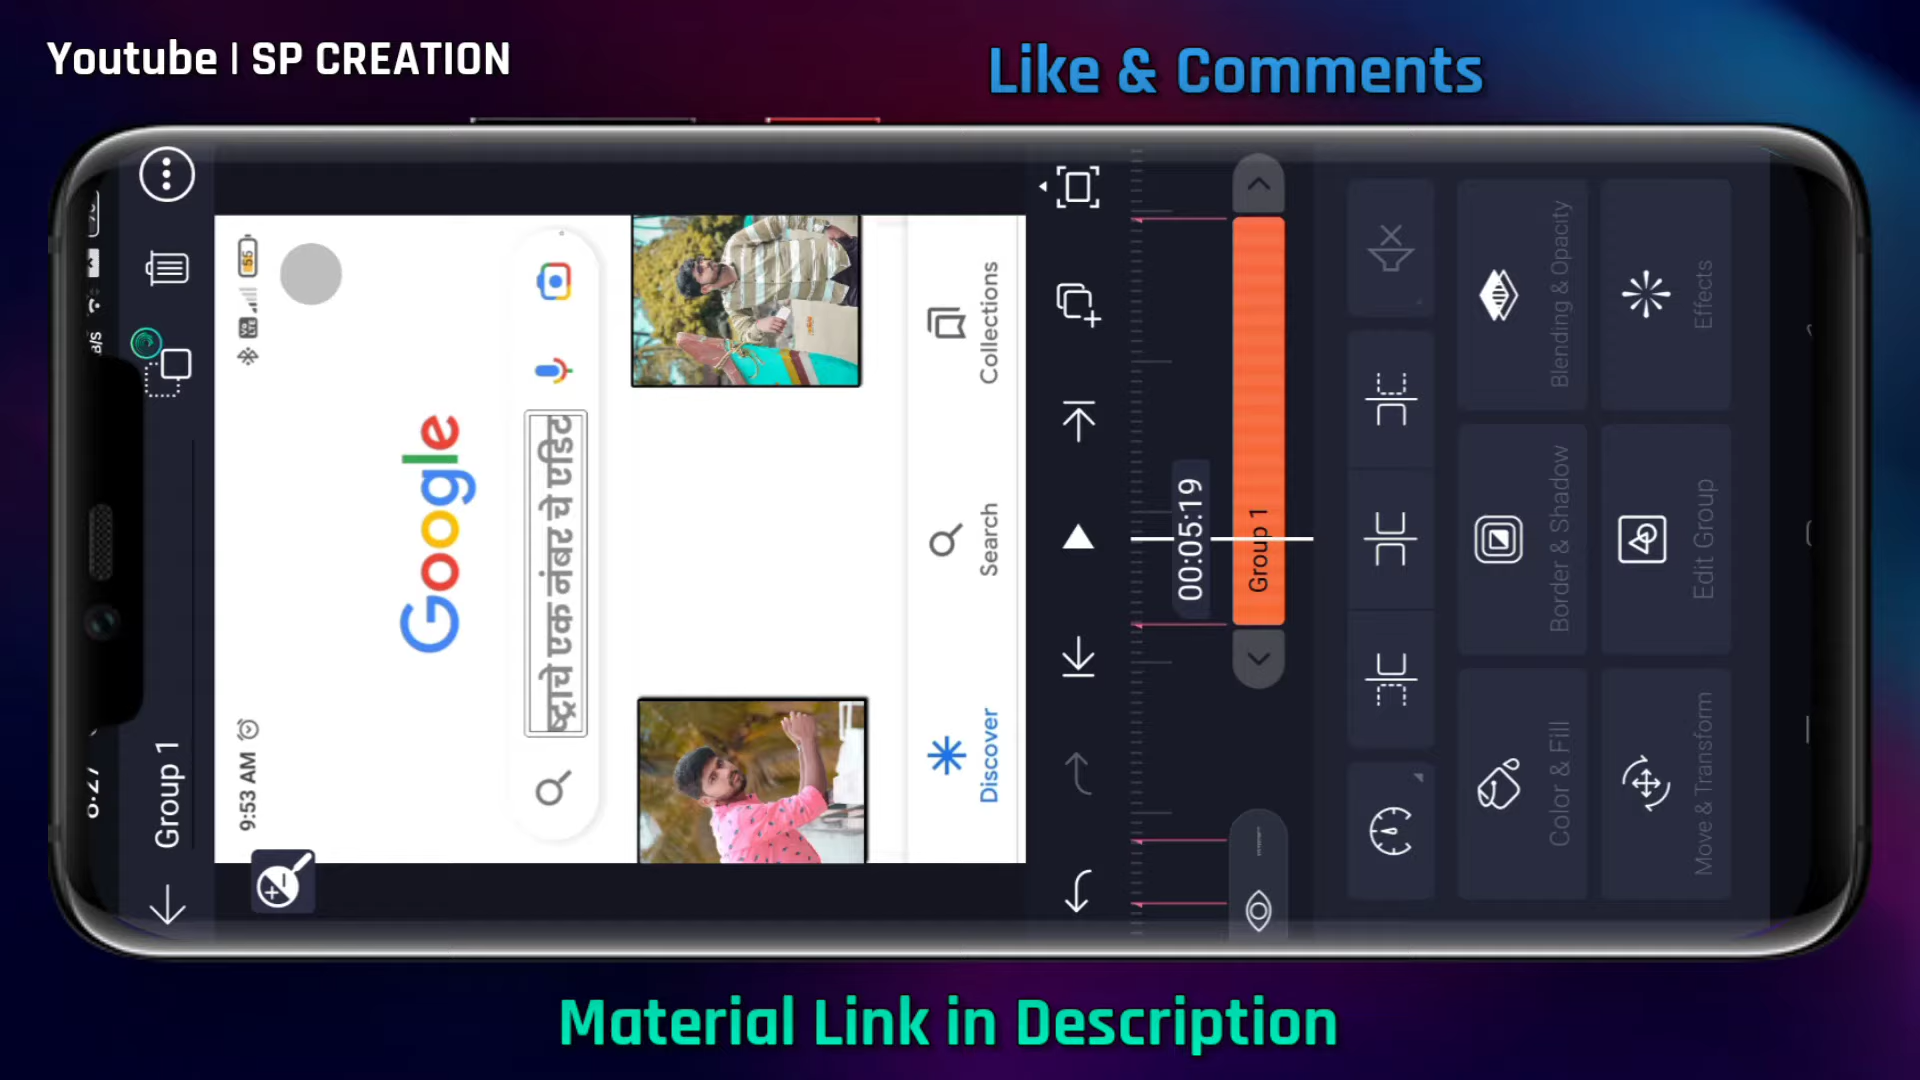 Youtube | SP CREATION
Like & Comments
Group 1
9:53 AM
55
Google
ष्ट्राचे एक नंबर चे एडिट
Discover
Search
Collections
00:05:19
Group 1
Color & Fill
Border & Shadow
Blending & Opacity
Move & Transform
Edit Group
Effects
Material Link in Description